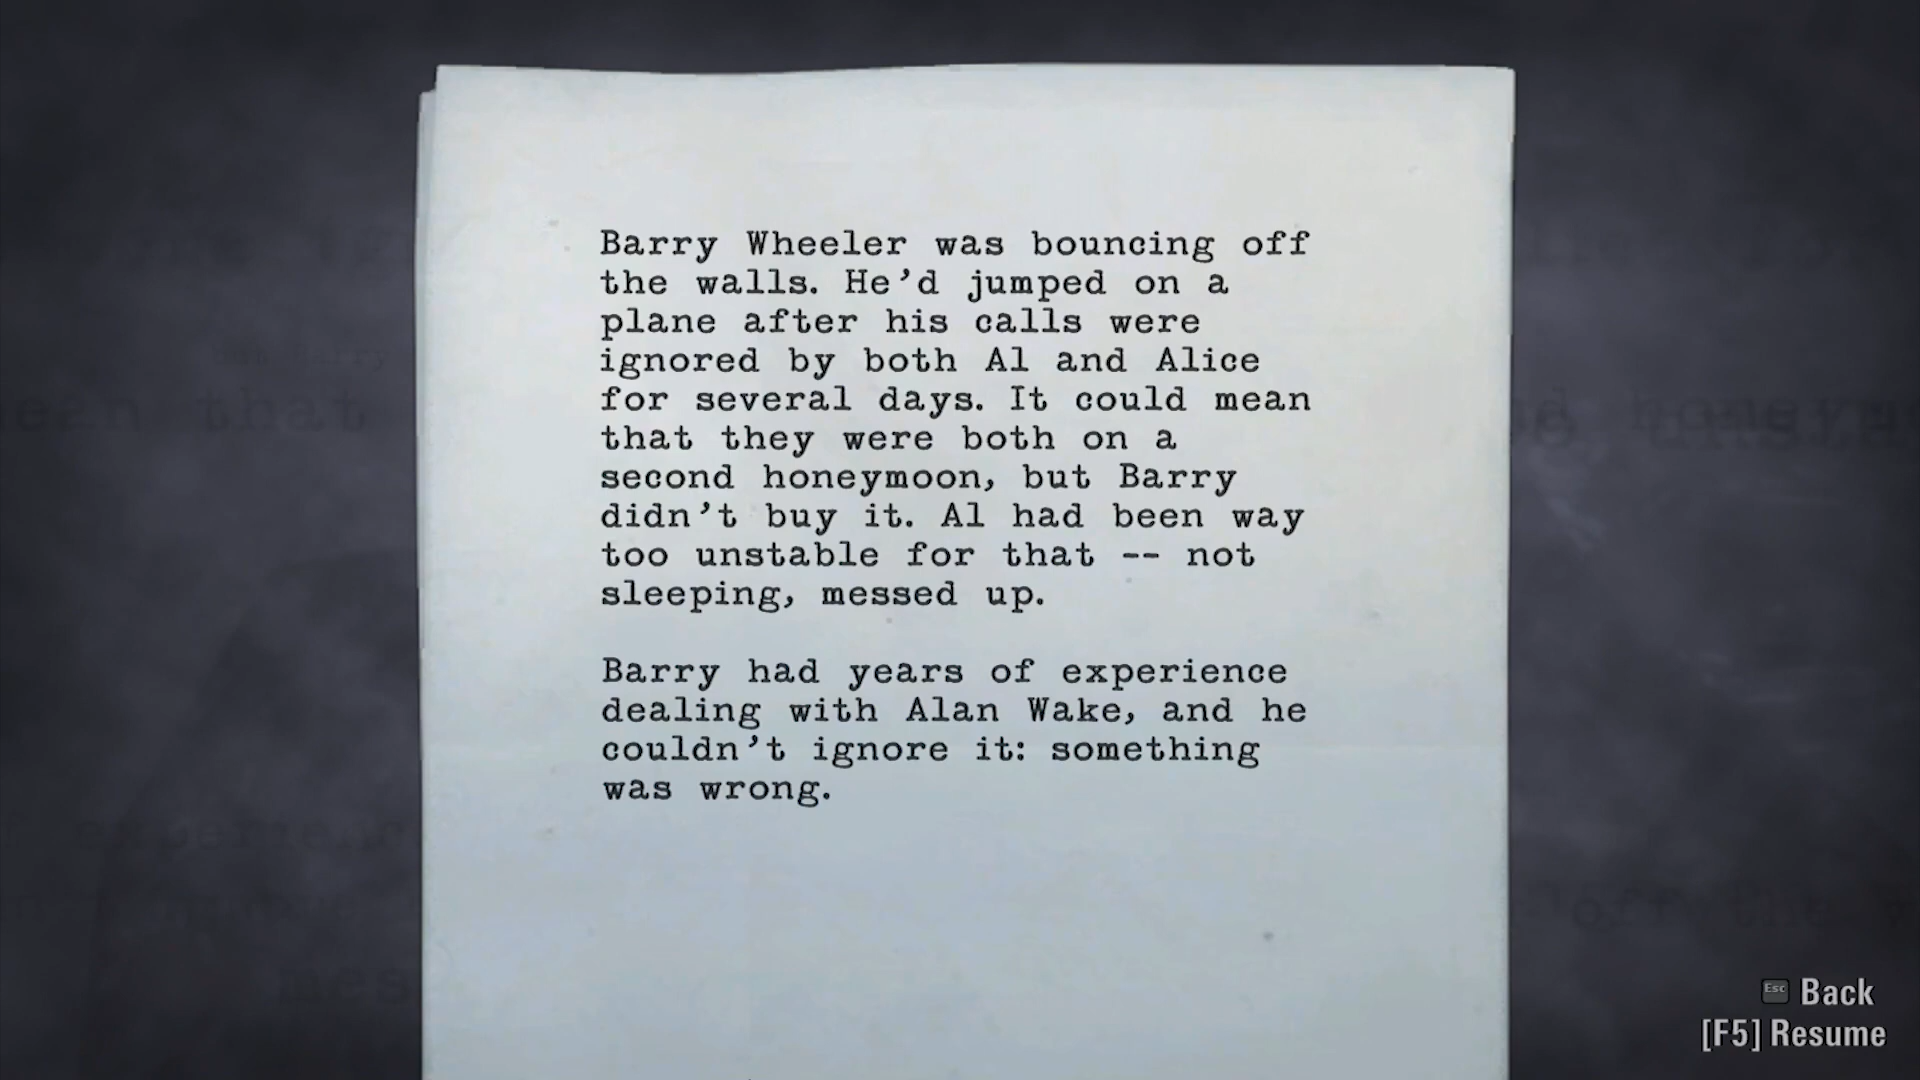 Barry Wheeler was bouncing off
the walls. He’d jumped on a
plane after his calls were
ignored by both Al and Alice
for several days. It could mean
that they were both on a
second honeymoon, but Barry
didn’t buy it. Al had been way
too unstable for that -- not
sleeping, messed up.
Barry had years of experience
dealing with Alan Wake, and he
couldn’t ignore it: something
was wrong.
Esc Back
[F5] Resume